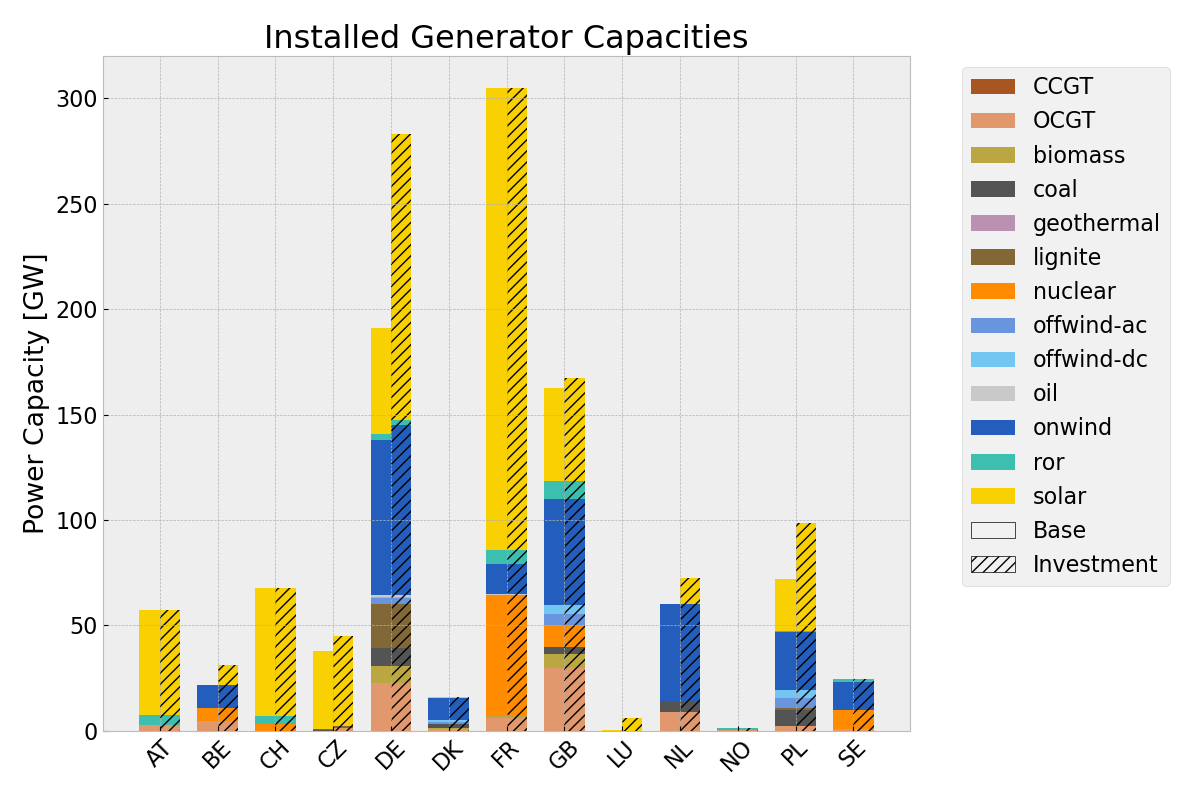 Installed Generator Capacities
Power Capacity [GW]
300
250
200
150
100
50
0
AT
BE
CH
CZ
DE
DK
FR
GB
LU
NL
NO
PL
SE
CCGT
OCGT
biomass
coal
geothermal
lignite
nuclear
offwind-ac
offwind-dc
oil
onwind
ror
solar
Base
Investment